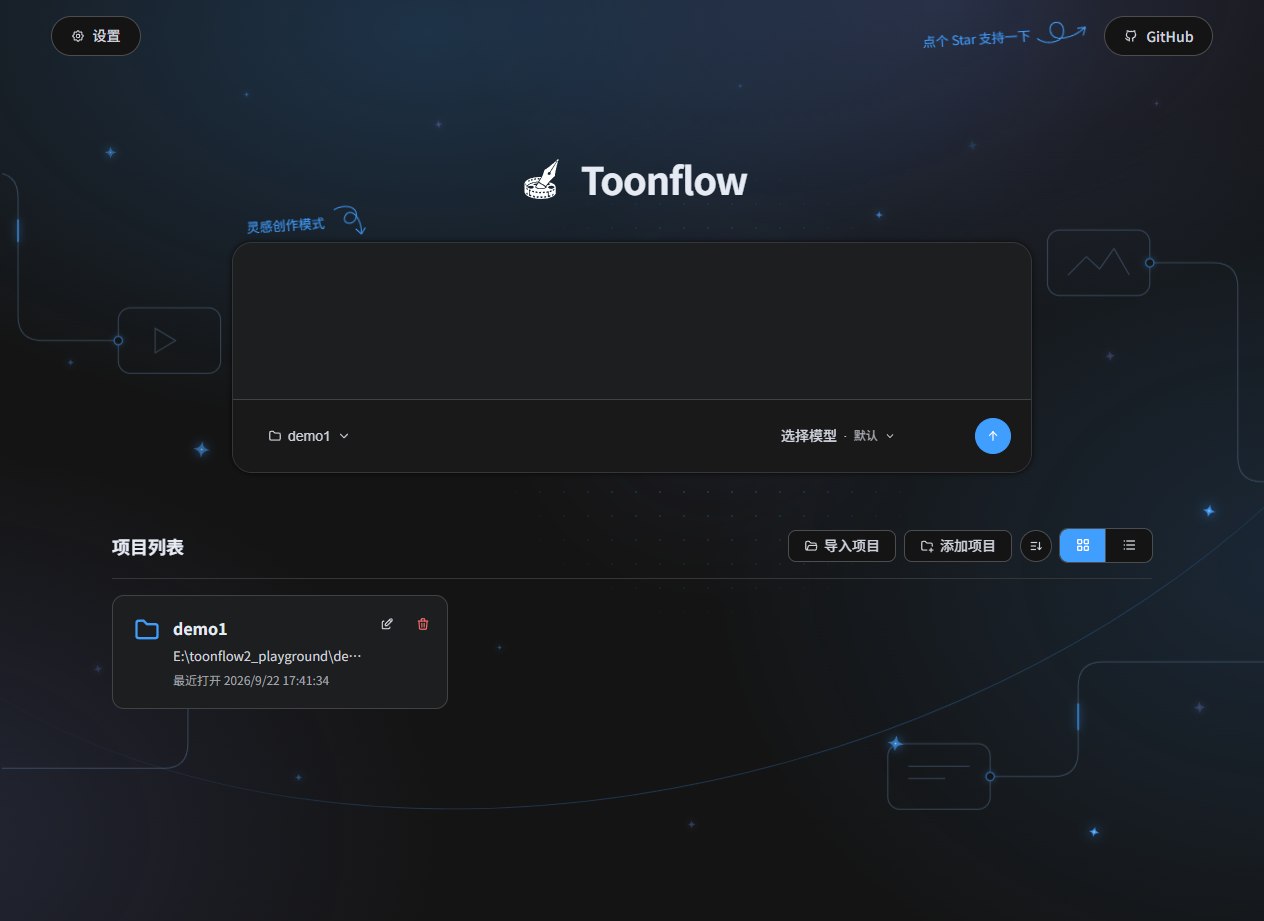 设置
点个 Star 支持一下
GitHub
Toonflow
灵感创作模式
demo1
选择模型 · 默认
项目列表
导入项目
添加项目
demo1
E:\toonflow2_playground\de⋯
最近打开 2026/9/22 17:41:34